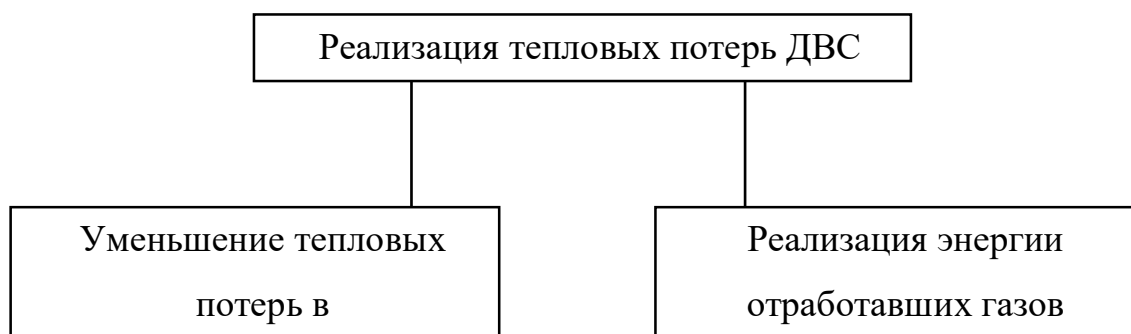 Реализация тепловых потерь ДВС
Уменьшение тепловых
потерь в
Реализация энергии
отработавших газов